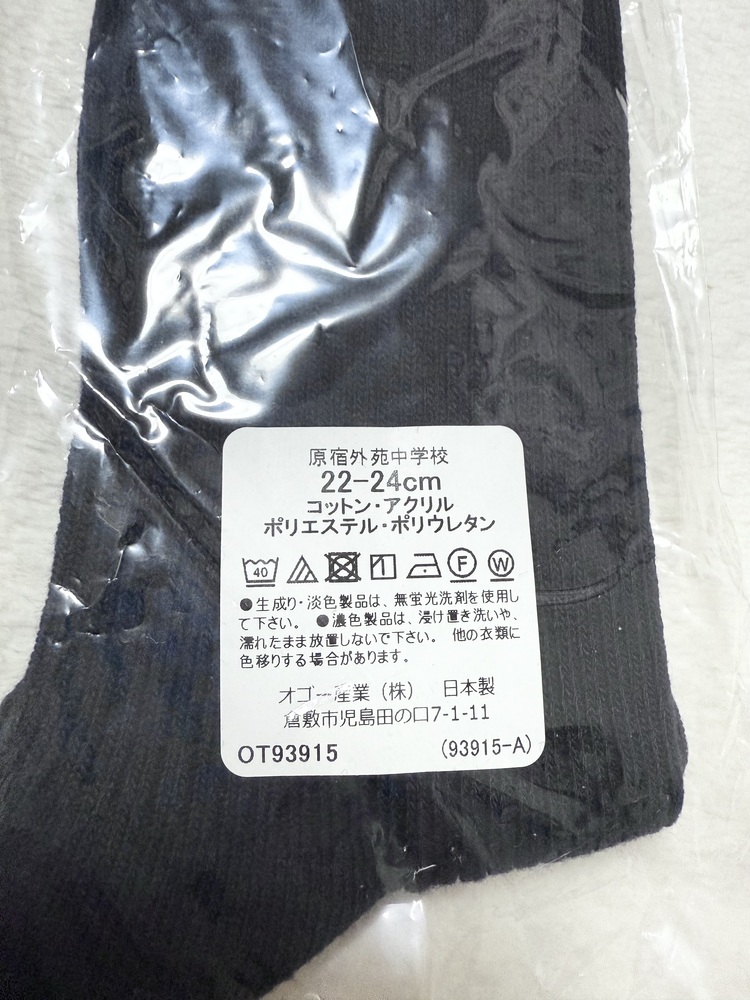 原宿外苑中学校
22-24cm
コットン・アクリル
ポリエステル・ポリウレタン
40 F W
●生成り・淡色製品は、無蛍光洗剤を使用し
て下さい。 ●濃色製品は、浸け置き洗いや、
濡れたまま放置しないで下さい。 他の衣類に
色移りする場合があります。
オゴー産業(株) 日本製
倉敷市児島田の口7-1-11
OT93915 (93915-A)